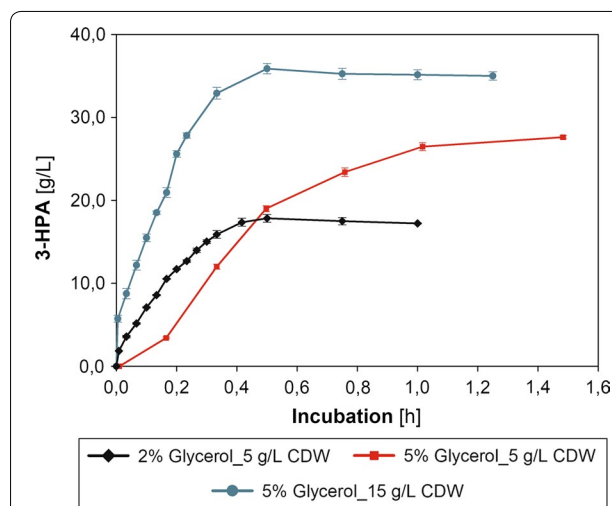 40,0
30,0
20,0
10,0
0,0
3-HPA [g/L]
0,0 0,2 0,4 0,6 0,8 1,0 1,2 1,4 1,6
Incubation [h]
2% Glycerol_5 g/L CDW 5% Glycerol_5 g/L CDW
5% Glycerol_15 g/L CDW